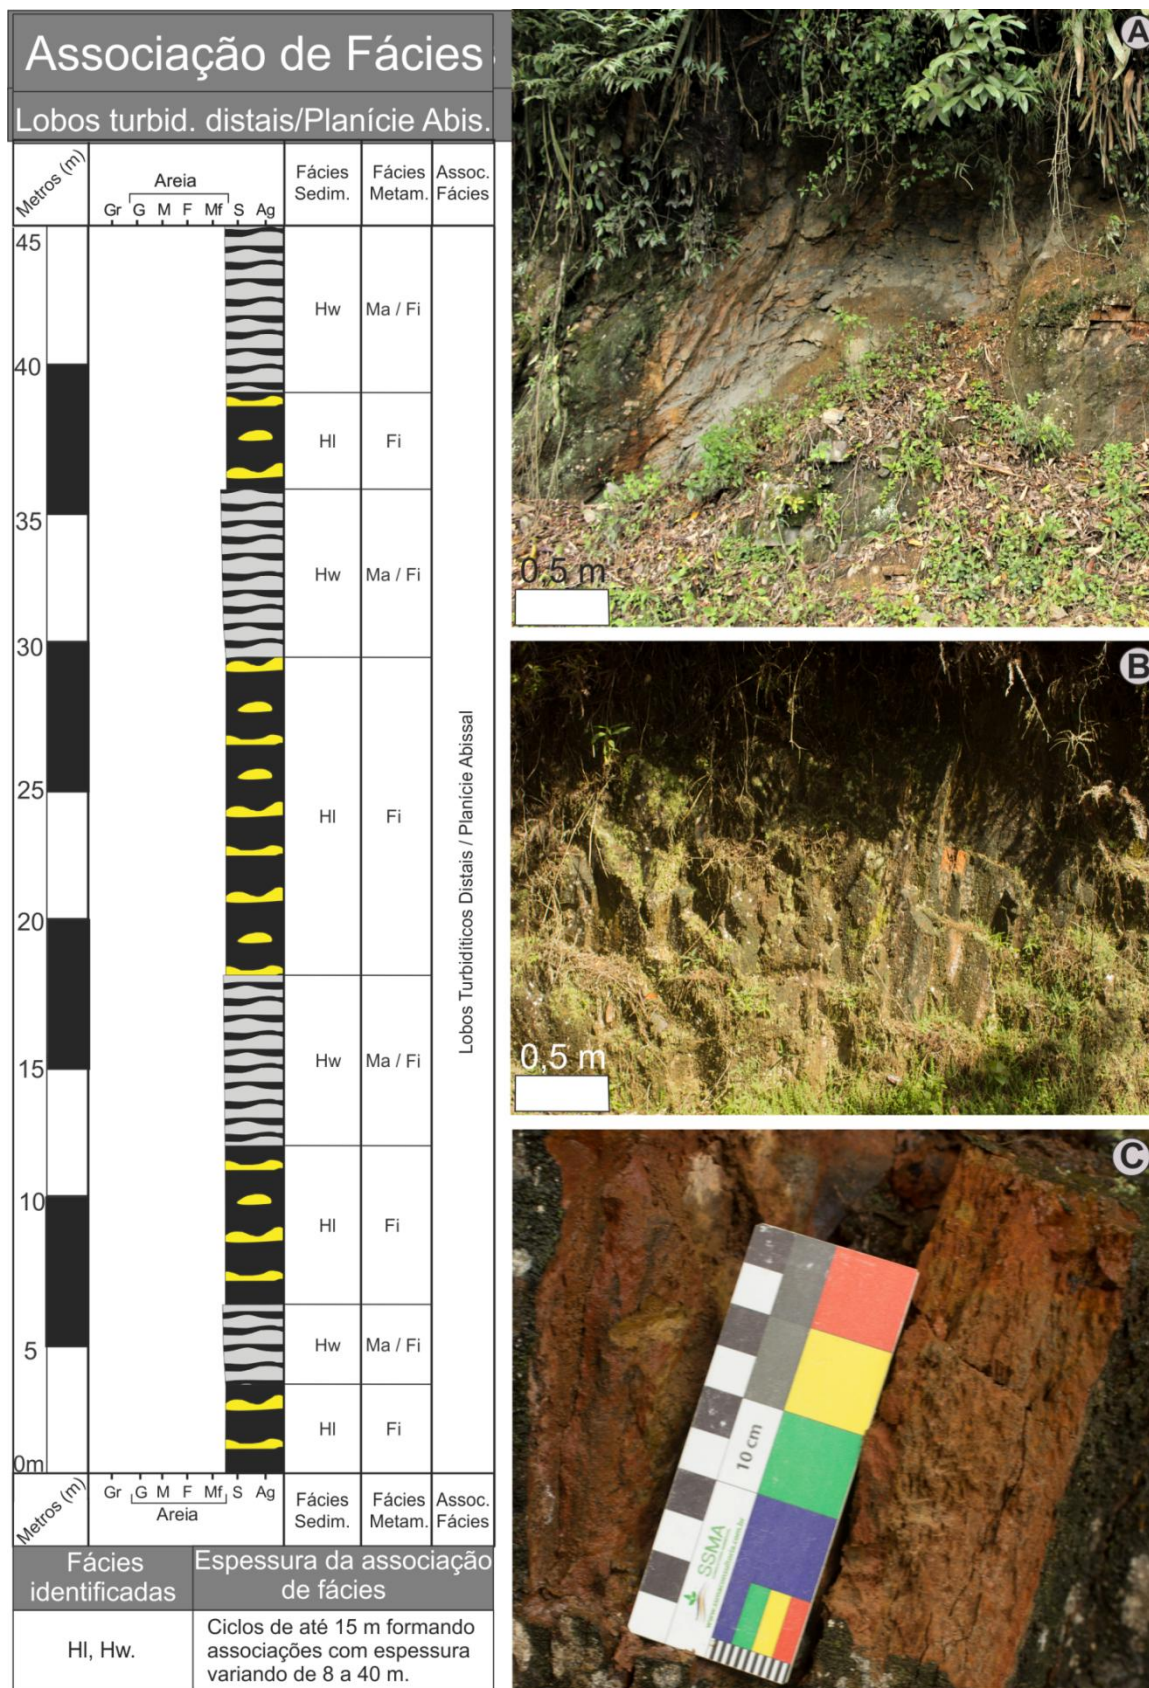 Associação de Fácies
Lobos turbid. distais/Planície Abis.
Metros (m)
Areia
Gr G M F Mf S Ag
Fácies
Sedim.
Fácies
Metam.
Assoc.
Fácies
45
40
35
30
25
20
15
10
5
0m
Hw Ma / Fi
Hl Fi
Hw Ma / Fi
Hl Fi
Hw Ma / Fi
Hl Fi
Hw Ma / Fi
Hl Fi
Lobos Turbidíticos Distais / Planície Abissal
Metros (m)
Gr G M F Mf S Ag
Areia
Fácies
Sedim.
Fácies
Metam.
Assoc.
Fácies
Fácies
identificadas
Espessura da associação
de fácies
Hl, Hw.
Ciclos de até 15 m formando
associações com espessura
variando de 8 a 40 m.
A
0,5 m
B
0,5 m
C
10 cm
SSMA